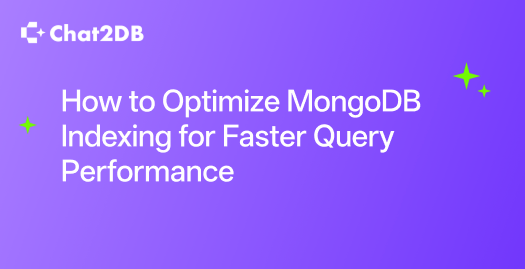 Chat2DB
How to Optimize MongoDB
Indexing for Faster Query
Performance